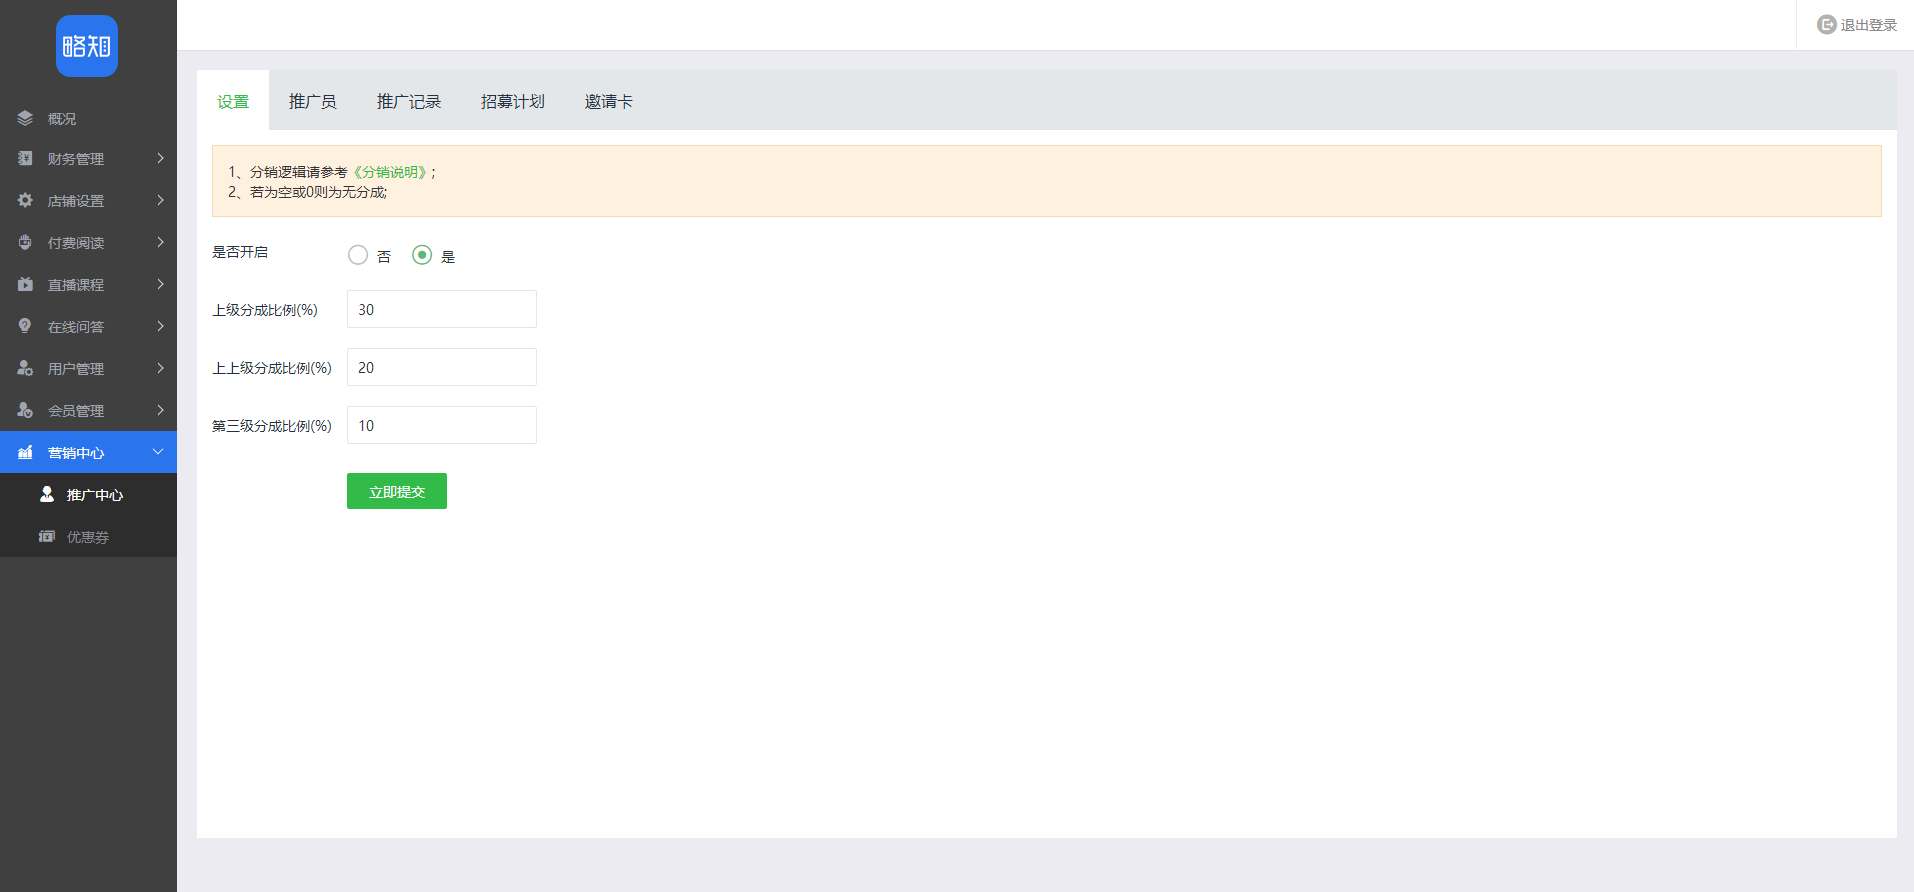 略知
退出登录
概况
财务管理
店铺设置
付费阅读
直播课程
在线问答
用户管理
会员管理
营销中心
推广中心
优惠券
设置
推广员
推广记录
招募计划
邀请卡
1、分销逻辑请参考《分销说明》;
2、若为空或0则为无分成;
是否开启
否
是
上级分成比例(%)
30
上上级分成比例(%)
20
第三级分成比例(%)
10
立即提交